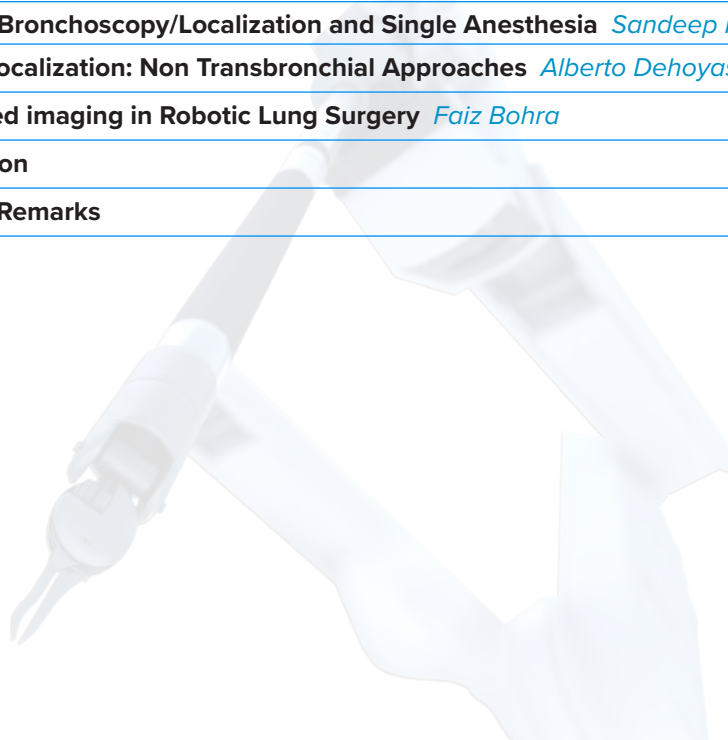 Bronchoscopy/Localization and Single Anesthesia Sandeep
ocalization: Non Transbronchial Approaches Alberto Dehoyas
ed imaging in Robotic Lung Surgery Faiz Bohra
on
Remarks